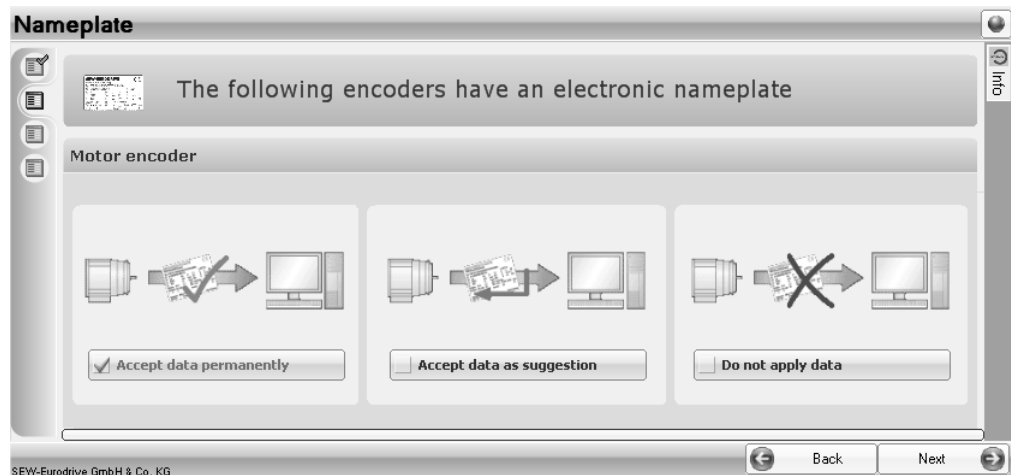 Nameplate
Info
The following encoders have an electronic nameplate
Motor encoder
Accept data permanently
Accept data as suggestion
Do not apply data
Back
Next
SEW-Eurodrive GmbH & Co. KG